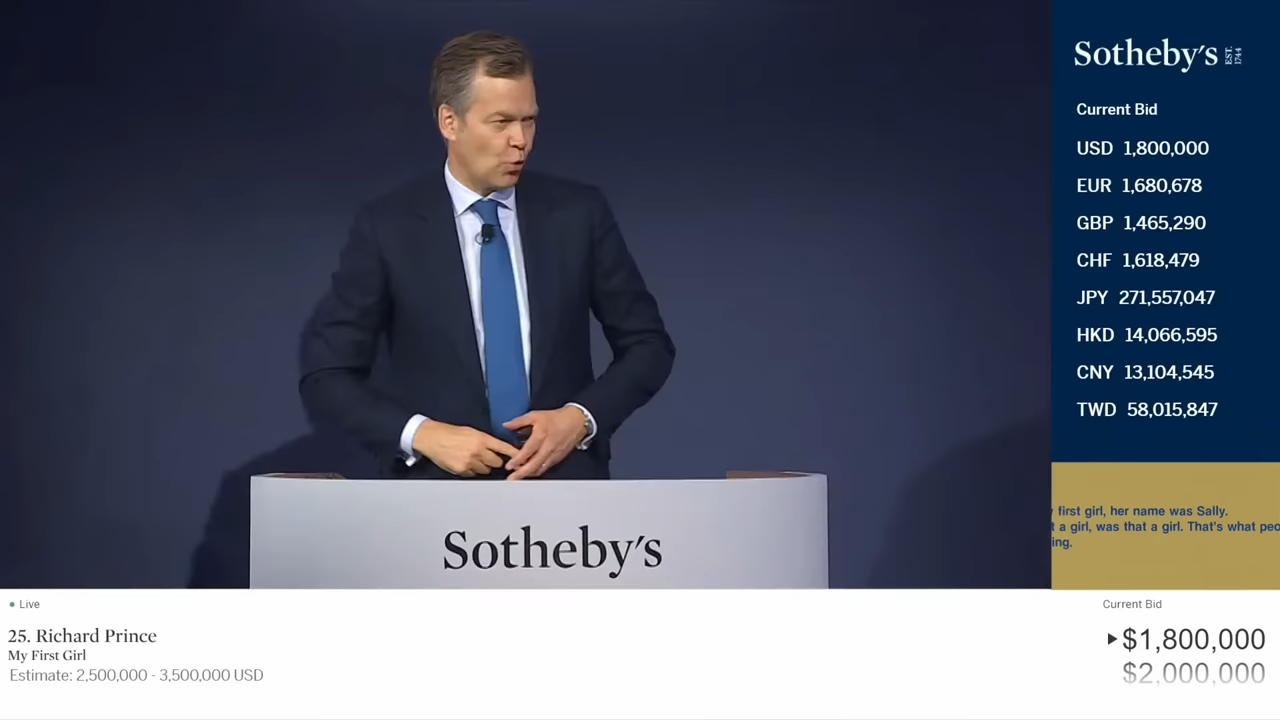 Sotheby's EST. 1744
Current Bid
USD 1,800,000
EUR 1,680,678
GBP 1,465,290
CHF 1,618,479
JPY 271,557,047
HKD 14,066,595
CNY 13,104,545
TWD 58,015,847
first girl, her name was Sally.
t a girl, was that a girl. That's what peo
ing.
Sotheby's
Live
25. Richard Prince
My First Girl
Estimate: 2,500,000 - 3,500,000 USD
Current Bid
$1,800,000
$2,000,000